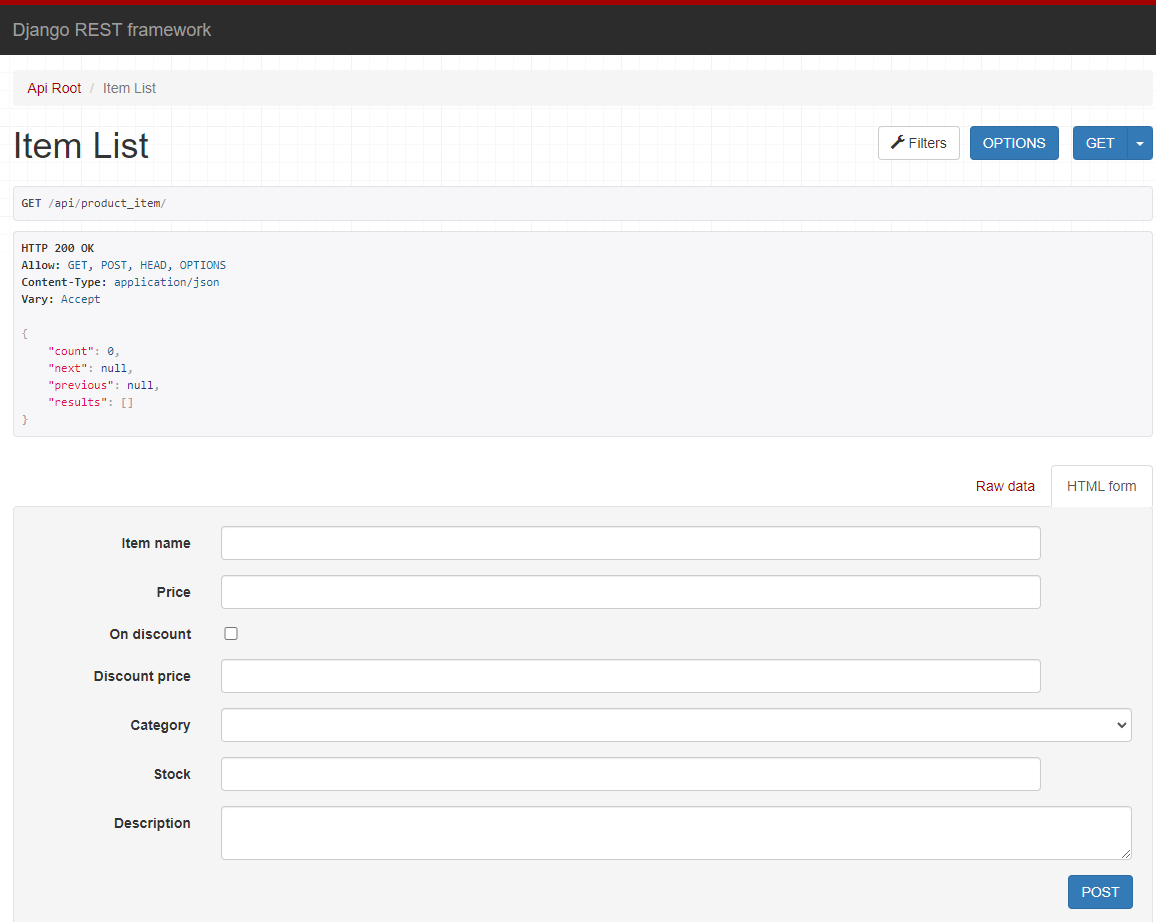 Django REST framework
Api Root / Item List
Item List
Filters
OPTIONS
GET
GET /api/product_item/
HTTP 200 OK
Allow: GET, POST, HEAD, OPTIONS
Content-Type: application/json
Vary: Accept
{
    "count": 0,
    "next": null,
    "previous": null,
    "results": []
}
Raw data
HTML form
Item name
Price
On discount
Discount price
Category
Stock
Description
POST